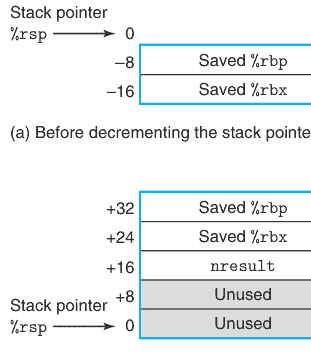 Stack pointer
%rsp 0
–8 Saved %rbp
–16 Saved %rbx
(a) Before decrementing the stack pointe
+32 Saved %rbp
+24 Saved %rbx
+16 nresult
+8 Unused
Stack pointer
%rsp 0 Unused